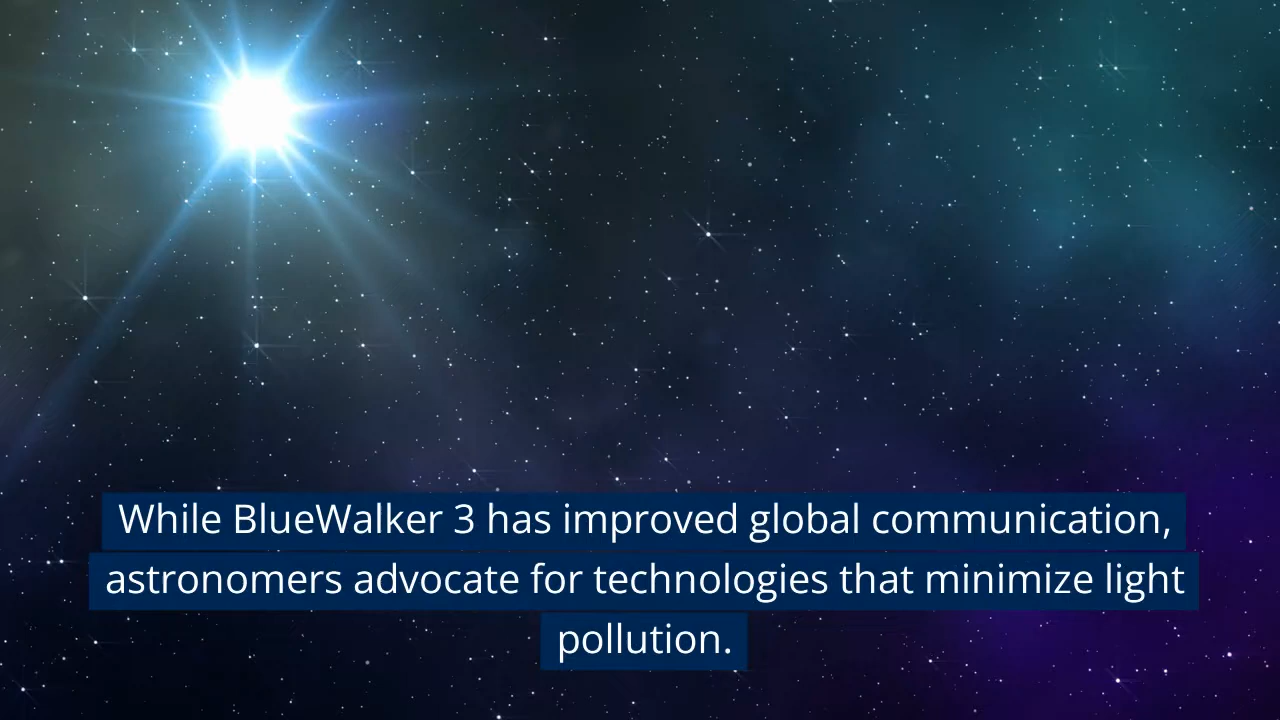 While BlueWalker 3 has improved global communication,
astronomers advocate for technologies that minimize light
pollution.